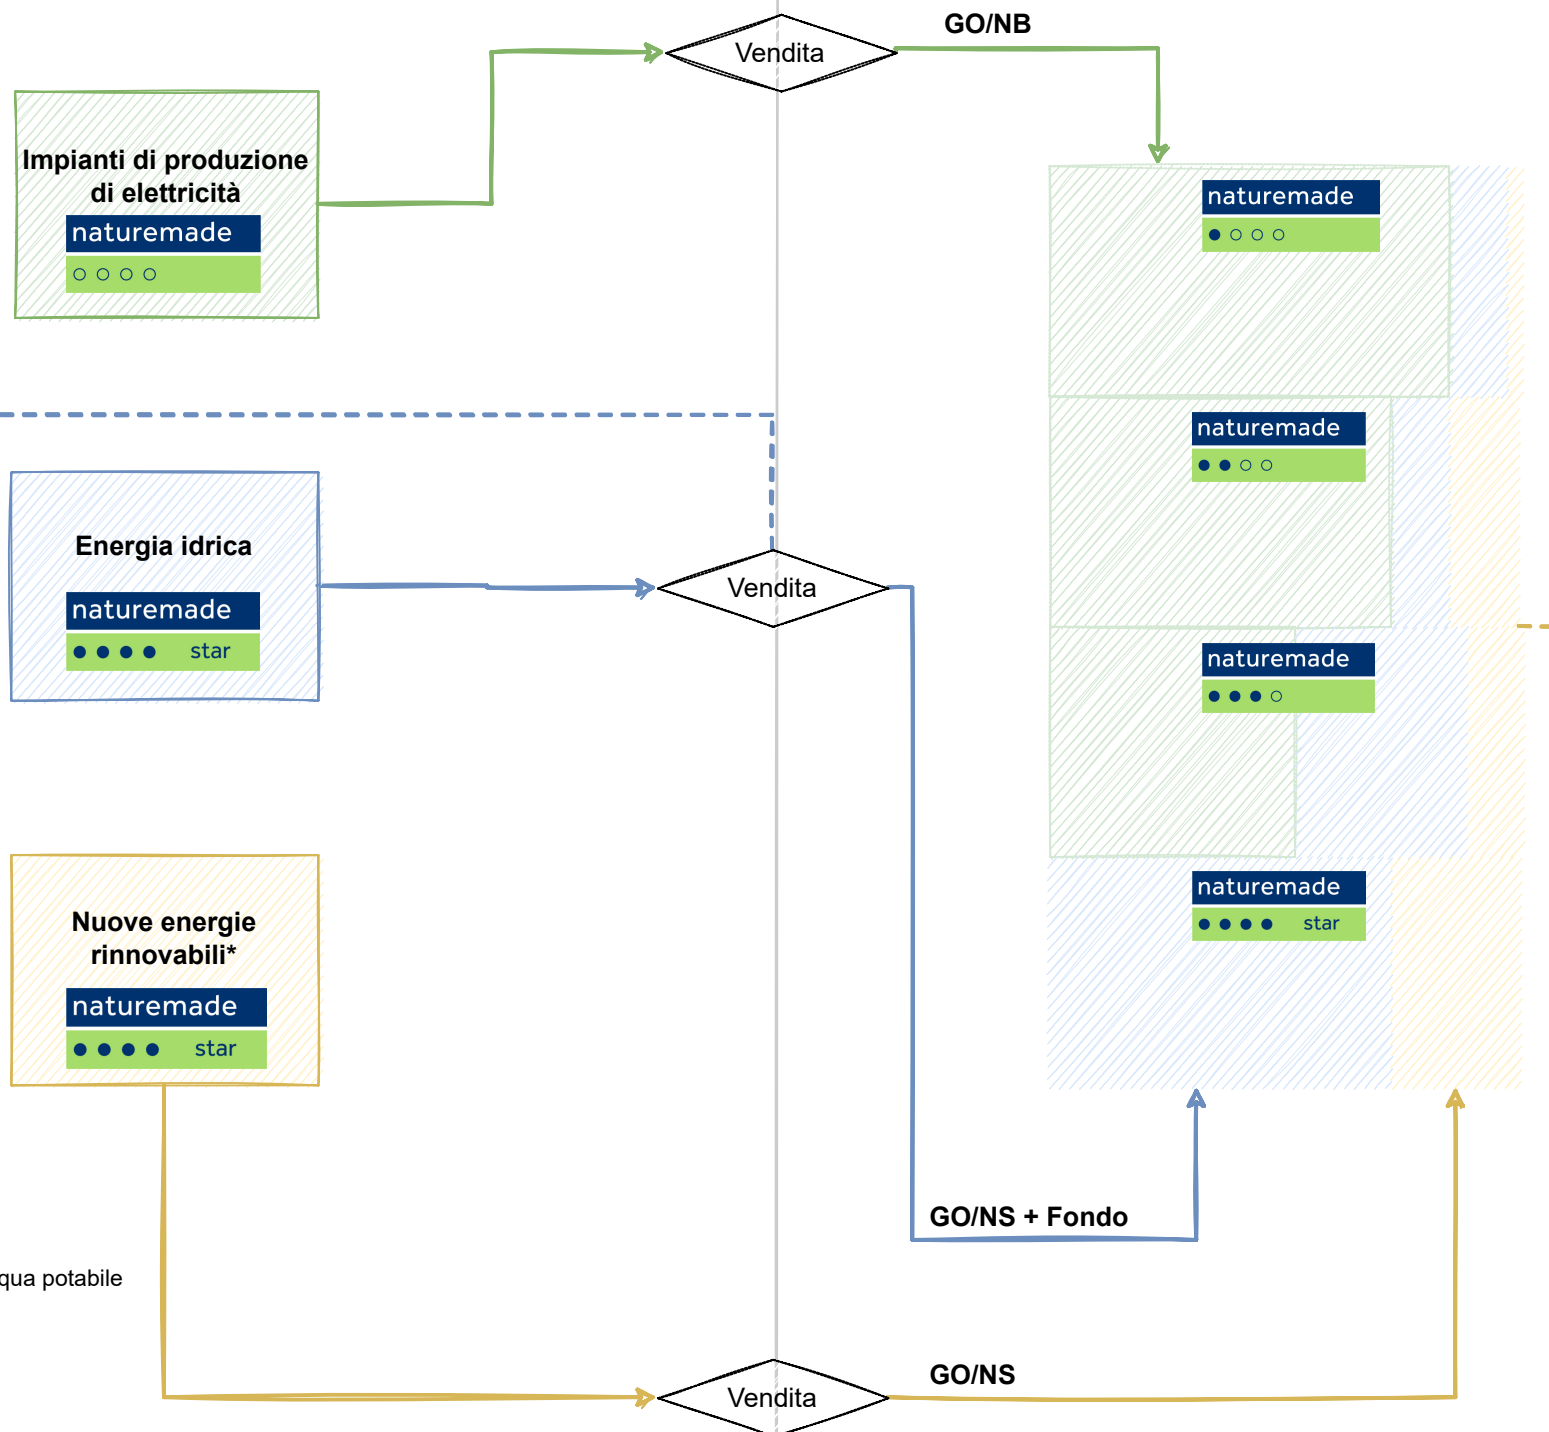 GO/NB
Vendita
Impianti di produzione
di elettricità
naturemade
naturemade
naturemade
Energia idrica
Vendita
naturemade
star
naturemade
naturemade
star
Nuove energie
rinnovabili*
naturemade
star
GO/NS + Fondo
qua potabile
GO/NS
Vendita